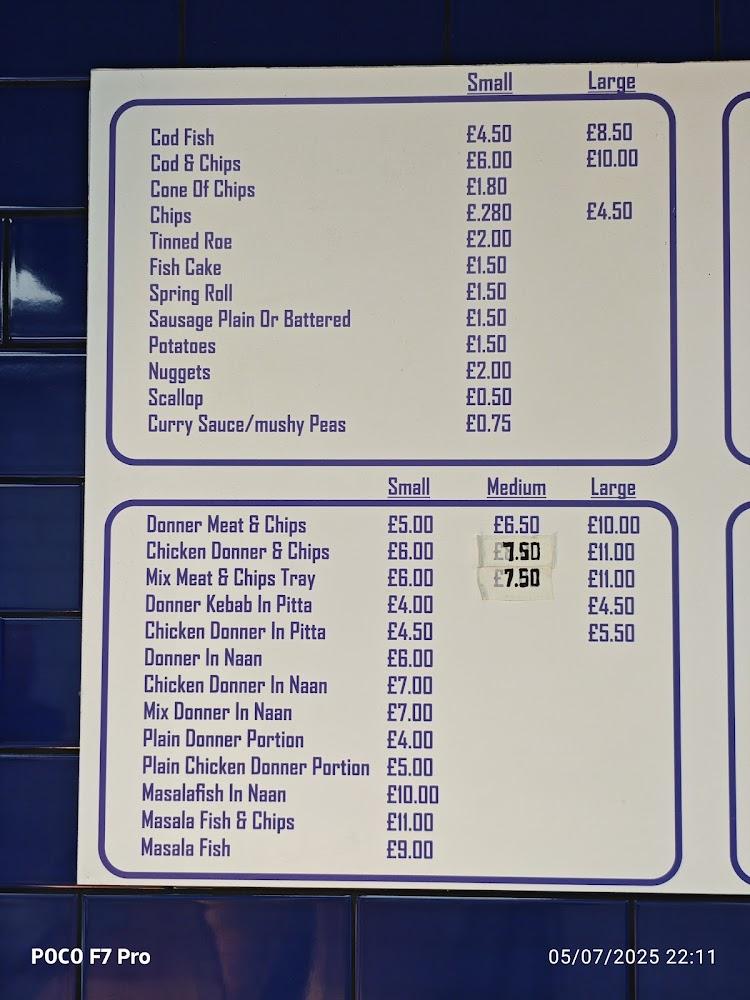 Small Large
Cod Fish £4.50 £8.50
Cod & Chips £6.00 £10.00
Cone Of Chips £1.80
Chips £.280 £4.50
Tinned Roe £2.00
Fish Cake £1.50
Spring Roll £1.50
Sausage Plain Or Battered £1.50
Potatoes £1.50
Nuggets £2.00
Scallop £0.50
Curry Sauce/mushy Peas £0.75
Small Medium Large
Donner Meat & Chips £5.00 £6.50 £10.00
Chicken Donner & Chips £6.00 £7.50 £11.00
Mix Meat & Chips Tray £6.00 £7.50 £11.00
Donner Kebab In Pitta £4.00 £4.50
Chicken Donner In Pitta £4.50 £5.50
Donner In Naan £6.00
Chicken Donner In Naan £7.00
Mix Donner In Naan £7.00
Plain Donner Portion £4.00
Plain Chicken Donner Portion £5.00
Masalafish In Naan £10.00
Masala Fish & Chips £11.00
Masala Fish £9.00
POCO F7 Pro 05/07/2025 22:11